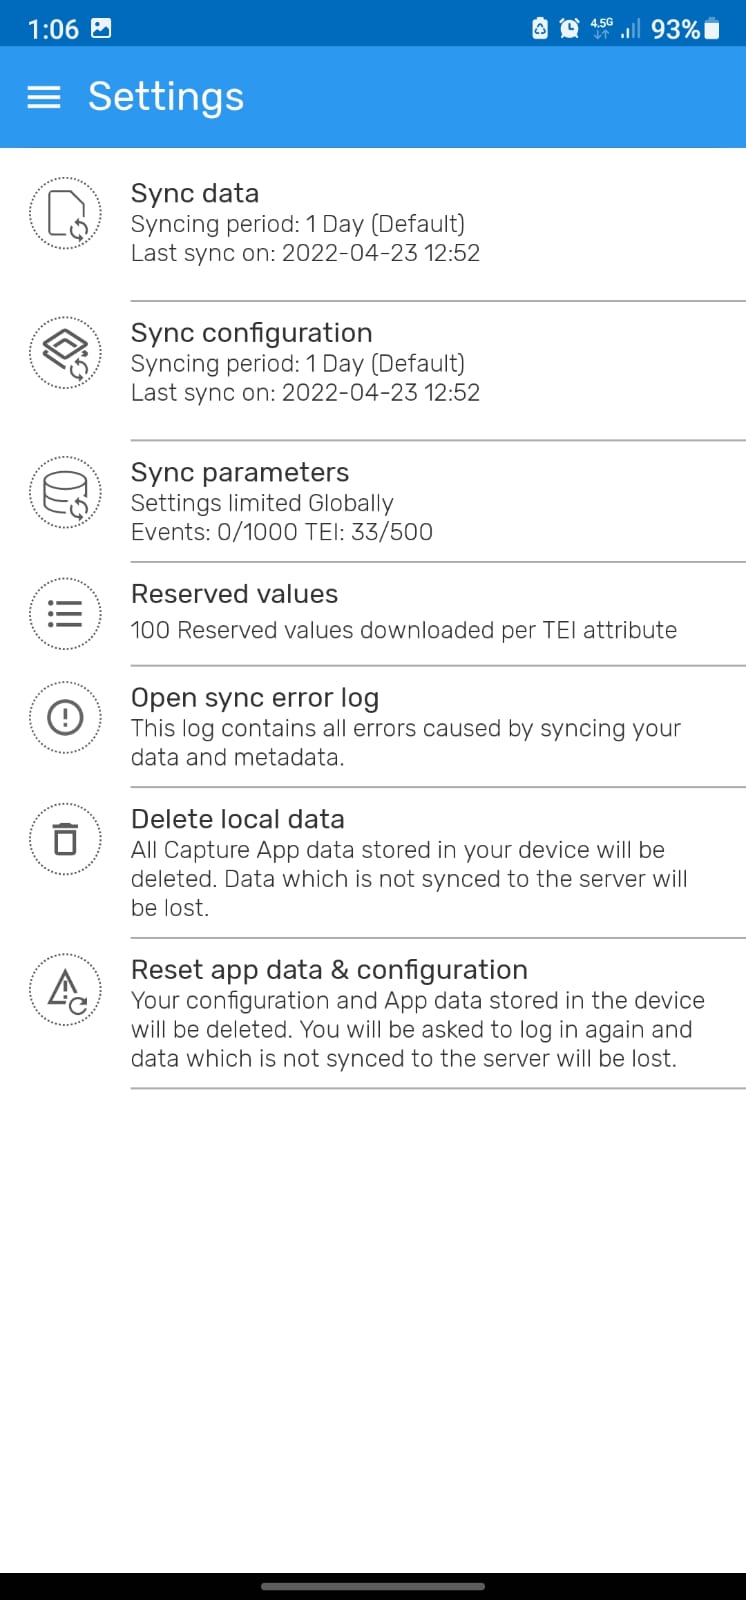 1:06 4.5G 93%
Settings
Sync data
Syncing period: 1 Day (Default)
Last sync on: 2022-04-23 12:52
Sync configuration
Syncing period: 1 Day (Default)
Last sync on: 2022-04-23 12:52
Sync parameters
Settings limited Globally
Events: 0/1000 TEI: 33/500
Reserved values
100 Reserved values downloaded per TEI attribute
Open sync error log
This log contains all errors caused by syncing your
data and metadata.
Delete local data
All Capture App data stored in your device will be
deleted. Data which is not synced to the server will
be lost.
Reset app data & configuration
Your configuration and App data stored in the device
will be deleted. You will be asked to log in again and
data which is not synced to the server will be lost.